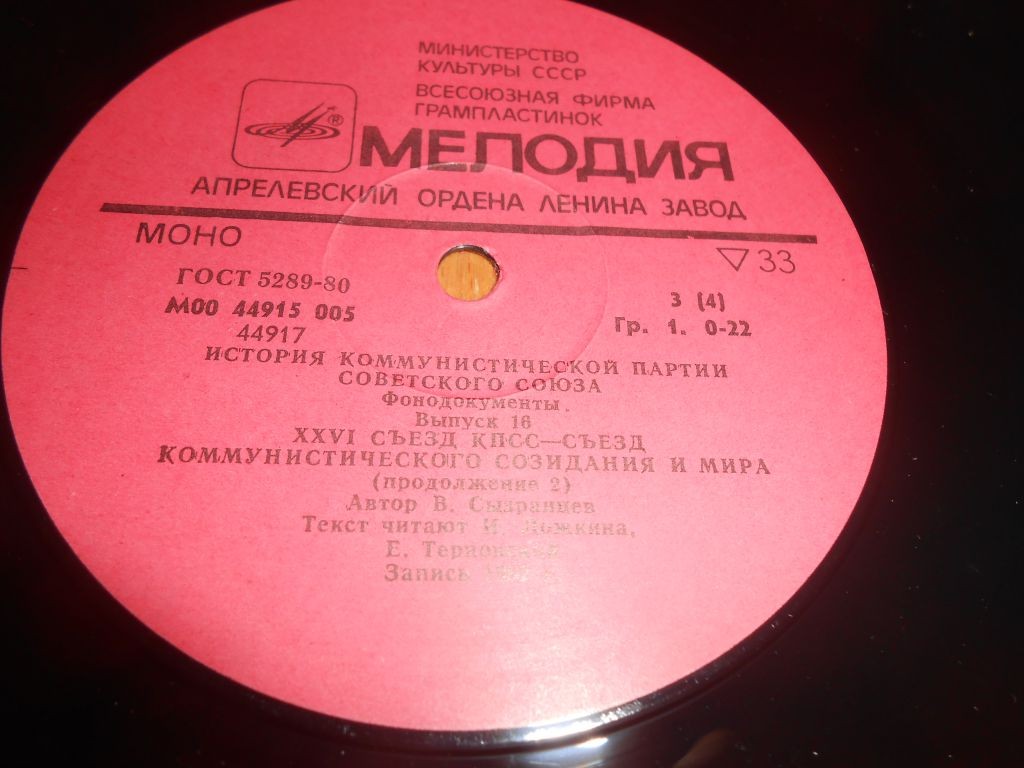 МИНИСТЕРСТВО
КУЛЬТУРЫ СССР
ВСЕСОЮЗНАЯ ФИРМА
ГРАМПЛАСТИНОК
®
МЕЛОДИЯ
АПРЕЛЕВСКИЙ ОРДЕНА ЛЕНИНА ЗАВОД
МОНО
33
ГОСТ 5289-80
3 (4)
М00 44915 005
Гр. 1. 0-22
44917
ИСТОРИЯ КОММУНИСТИЧЕСКОЙ ПАРТИИ
СОВЕТСКОГО СОЮЗА
Фонодокументы.
Выпуск 16
XXVI СЪЕЗД КПСС—СЪЕЗД
КОММУНИСТИЧЕСКОГО СОЗИДАНИЯ И МИРА
(продолжение 2)
Автор В.
Текст читают И.
Е.
Запись